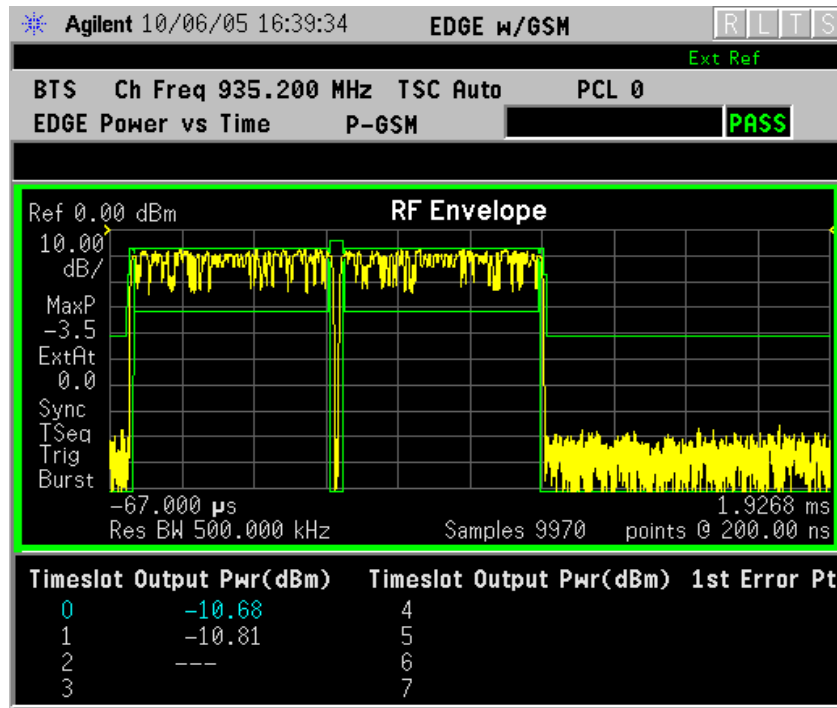 Agilent 10/06/05 16:39:34 EDGE w/GSM R L T S
Ext Ref
BTS Ch Freq 935.200 MHz TSC Auto PCL 0
EDGE Power vs Time P-GSM PASS
Ref 0.00 dBm RF Envelope
10.00
dB/
MaxP
-3.5
ExtAt
0.0
Sync
TSeq
Trig
Burst
-67.000 µs 1.9268 ms
Res BW 500.000 kHz Samples 9970 points @ 200.00 ns
Timeslot Output Pwr(dBm) Timeslot Output Pwr(dBm) 1st Error Pt
0 -10.68 4
1 -10.81 5
2 --- 6
3 7